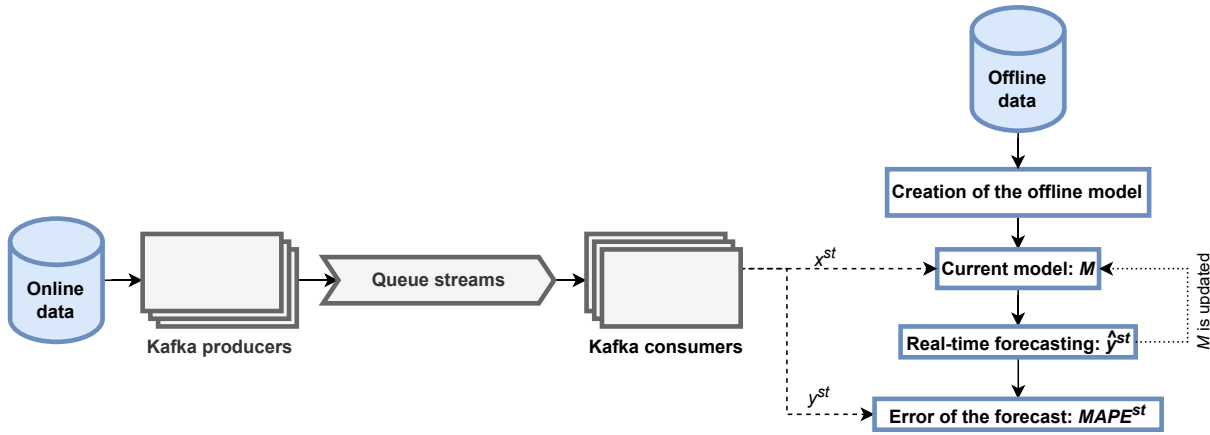 Offline
data
Creation of the offline model
Online
data
Kafka producers
Queue streams
Kafka consumers
x^st
Current model: M
M is updated
Real-time forecasting: ŷ^st
y^st
Error of the forecast: MAPE^st